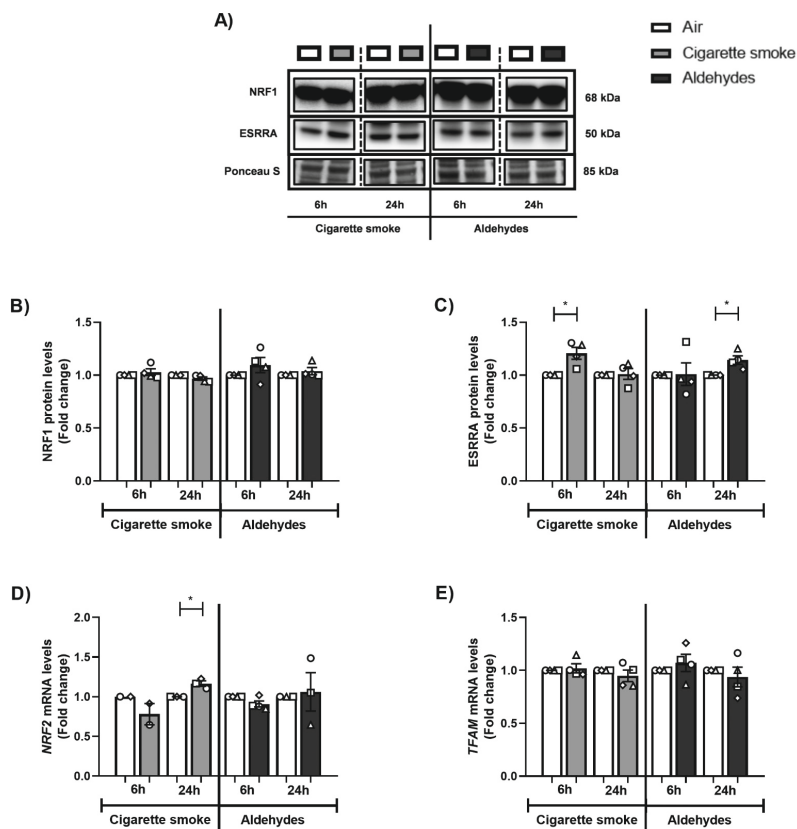 A)
Air
Cigarette smoke
Aldehydes
NRF1
68 kDa
ESRRA
50 kDa
Ponceau S
85 kDa
6h 24h 6h 24h
Cigarette smoke Aldehydes
B)
NRF1 protein levels
(Fold change)
1.5
1.0
0.5
0.0
6h 24h 6h 24h
Cigarette smoke Aldehydes
C)
ESRRA protein levels
(Fold change)
1.5
1.0
0.5
0.0
* *
6h 24h 6h 24h
Cigarette smoke Aldehydes
D)
NRF2 mRNA levels
(Fold change)
2.0
1.5
1.0
0.5
0.0
*
6h 24h 6h 24h
Cigarette smoke Aldehydes
E)
TFAM mRNA levels
(Fold change)
1.5
1.0
0.5
0.0
6h 24h 6h 24h
Cigarette smoke Aldehydes